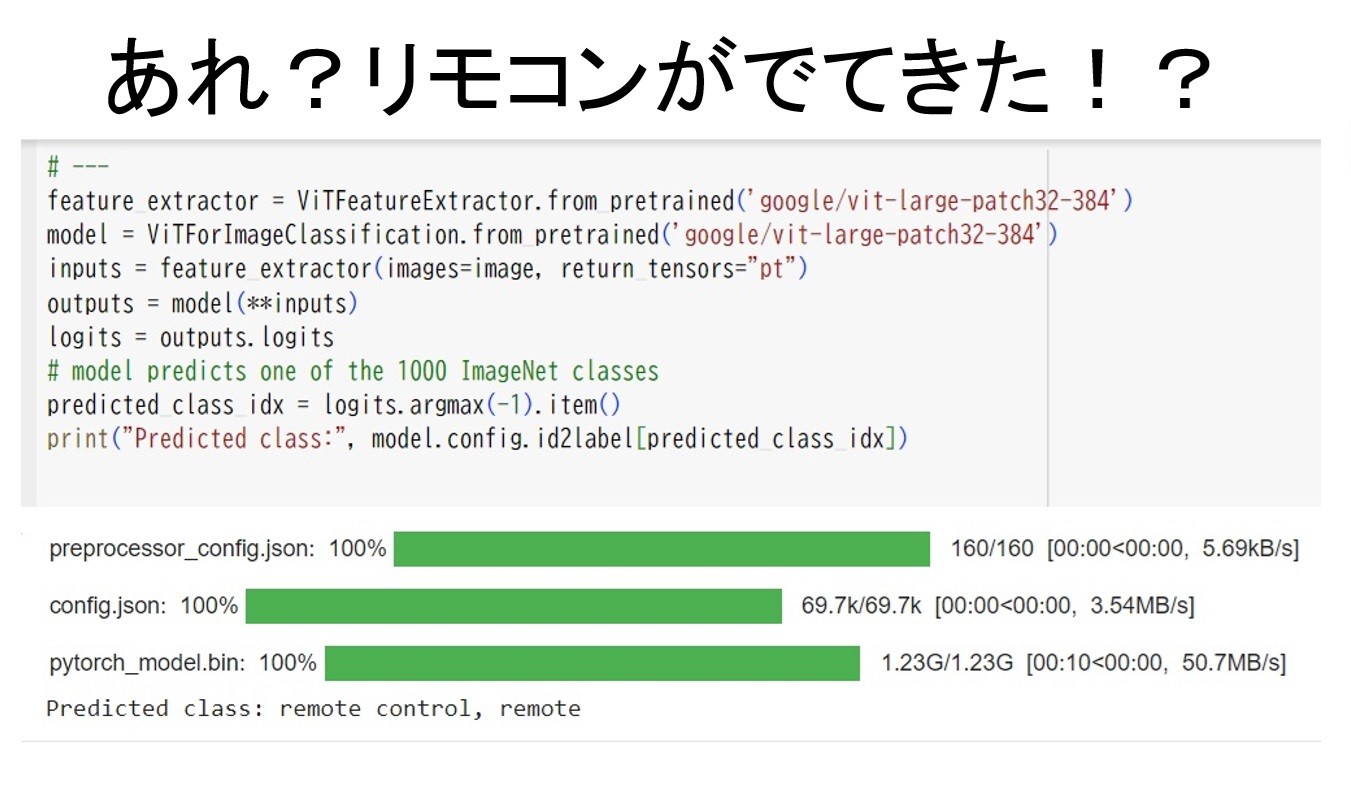 あれ？リモコンがでてきた！？
# ---
feature_extractor = ViTFeatureExtractor.from_pretrained('google/vit-large-patch32-384')
model = ViTForImageClassification.from_pretrained('google/vit-large-patch32-384')
inputs = feature_extractor(images=image, return_tensors="pt")
outputs = model(**inputs)
logits = outputs.logits
# model predicts one of the 1000 ImageNet classes
predicted_class_idx = logits.argmax(-1).item()
print("Predicted class:", model.config.id2label[predicted_class_idx])
preprocessor_config.json: 100% 160/160 [00:00<00:00, 5.69kB/s]
config.json: 100% 69.7k/69.7k [00:00<00:00, 3.54MB/s]
pytorch_model.bin: 100% 1.23G/1.23G [00:10<00:00, 50.7MB/s]
Predicted class: remote control, remote